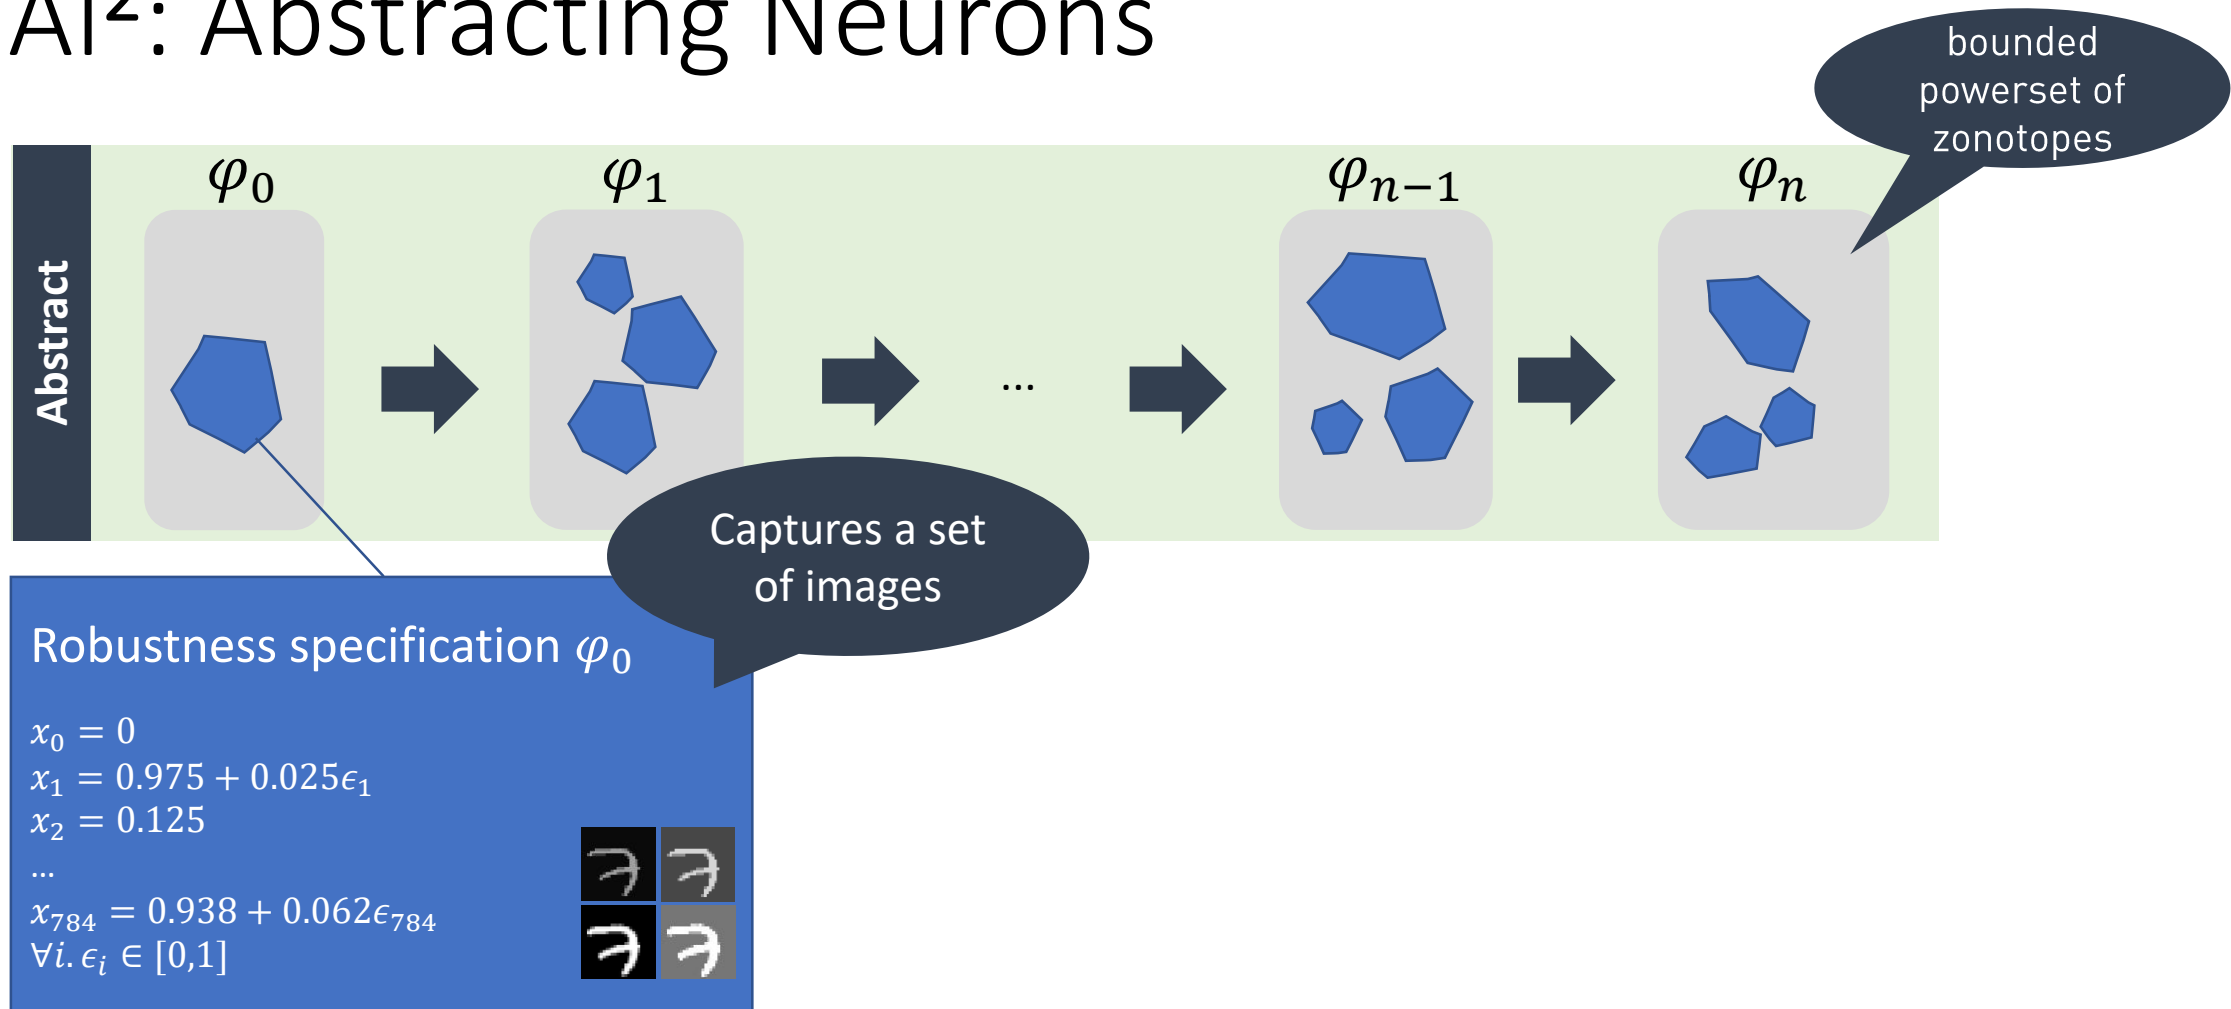 AI²: Abstracting Neurons
bounded
powerset of
zonotopes
Abstract
φ₀
φ₁
φₙ₋₁
φₙ
...
Captures a set
of images
Robustness specification φ₀
x₀ = 0
x₁ = 0.975 + 0.025ϵ₁
x₂ = 0.125
...
x₇₈₄ = 0.938 + 0.062ϵ₇₈₄
∀i. ϵᵢ ∈ [0,1]